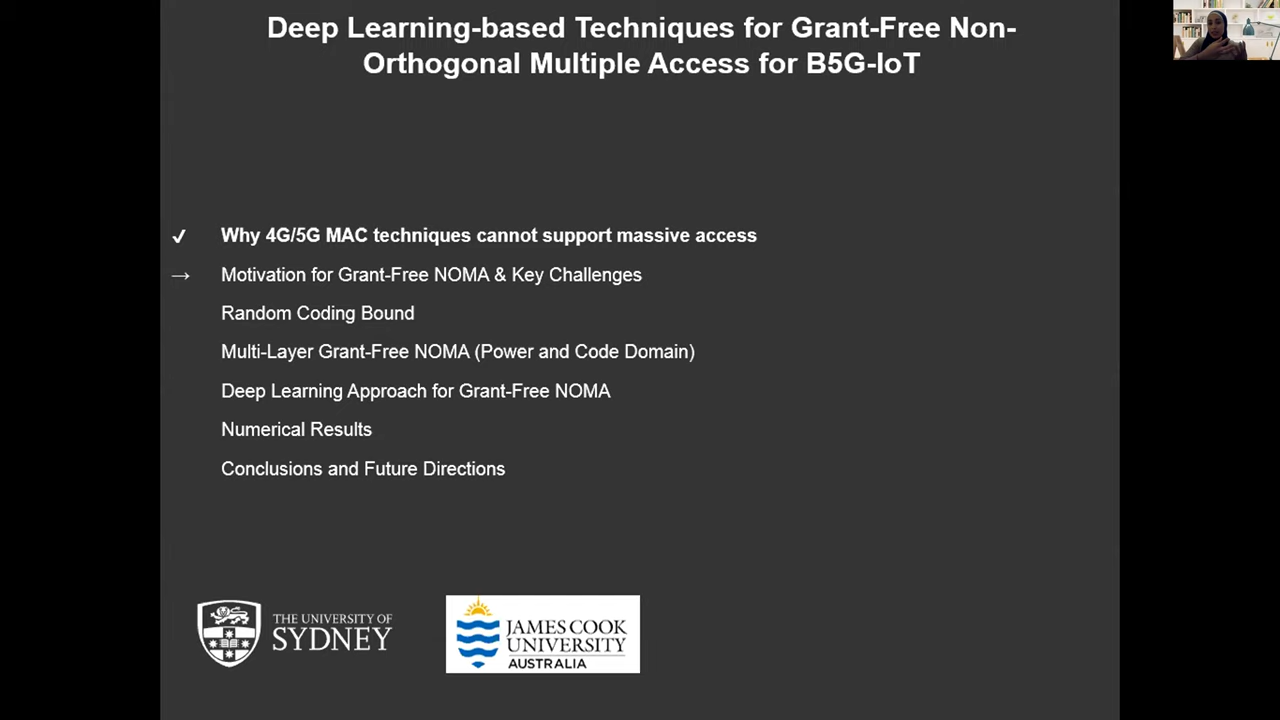 Deep Learning-based Techniques for Grant-Free Non-
Orthogonal Multiple Access for B5G-IoT
✓ Why 4G/5G MAC techniques cannot support massive access
→ Motivation for Grant-Free NOMA & Key Challenges
Random Coding Bound
Multi-Layer Grant-Free NOMA (Power and Code Domain)
Deep Learning Approach for Grant-Free NOMA
Numerical Results
Conclusions and Future Directions
THE UNIVERSITY OF
SYDNEY
JAMES COOK
UNIVERSITY
AUSTRALIA